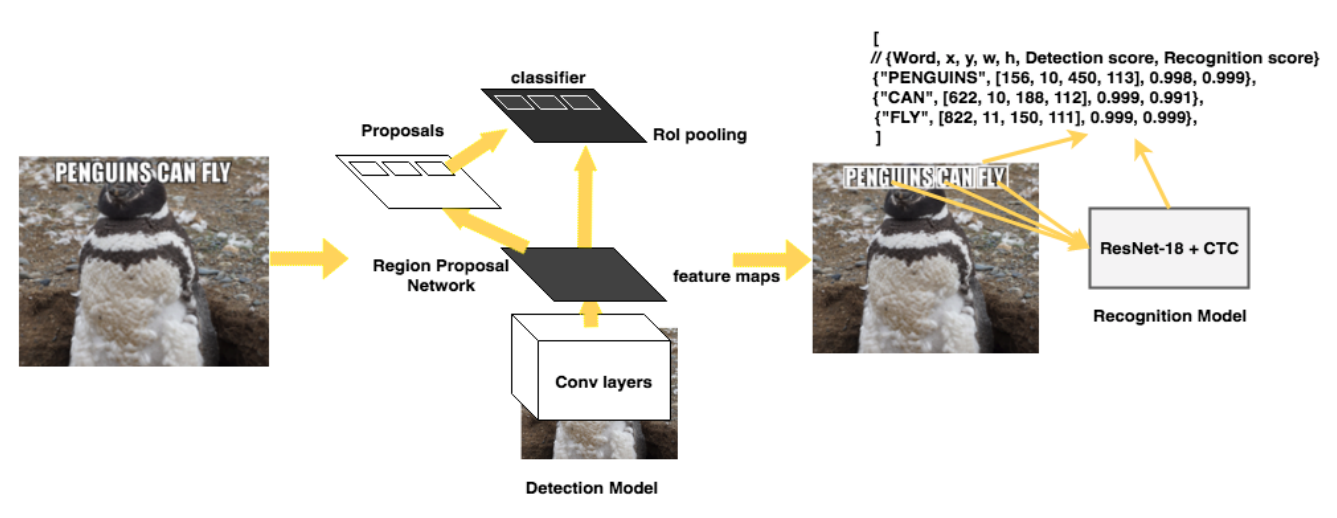 [
// {Word, x, y, w, h, Detection score, Recognition score}
{"PENGUINS", [156, 10, 450, 113], 0.998, 0.999},
{"CAN", [622, 10, 188, 112], 0.999, 0.991},
{"FLY", [822, 11, 150, 111], 0.999, 0.999},
]
classifier
Proposals
RoI pooling
PENGUINS CAN FLY
PENGUINS CAN FLY
Region Proposal
Network
feature maps
ResNet-18 + CTC
Recognition Model
Conv layers
Detection Model